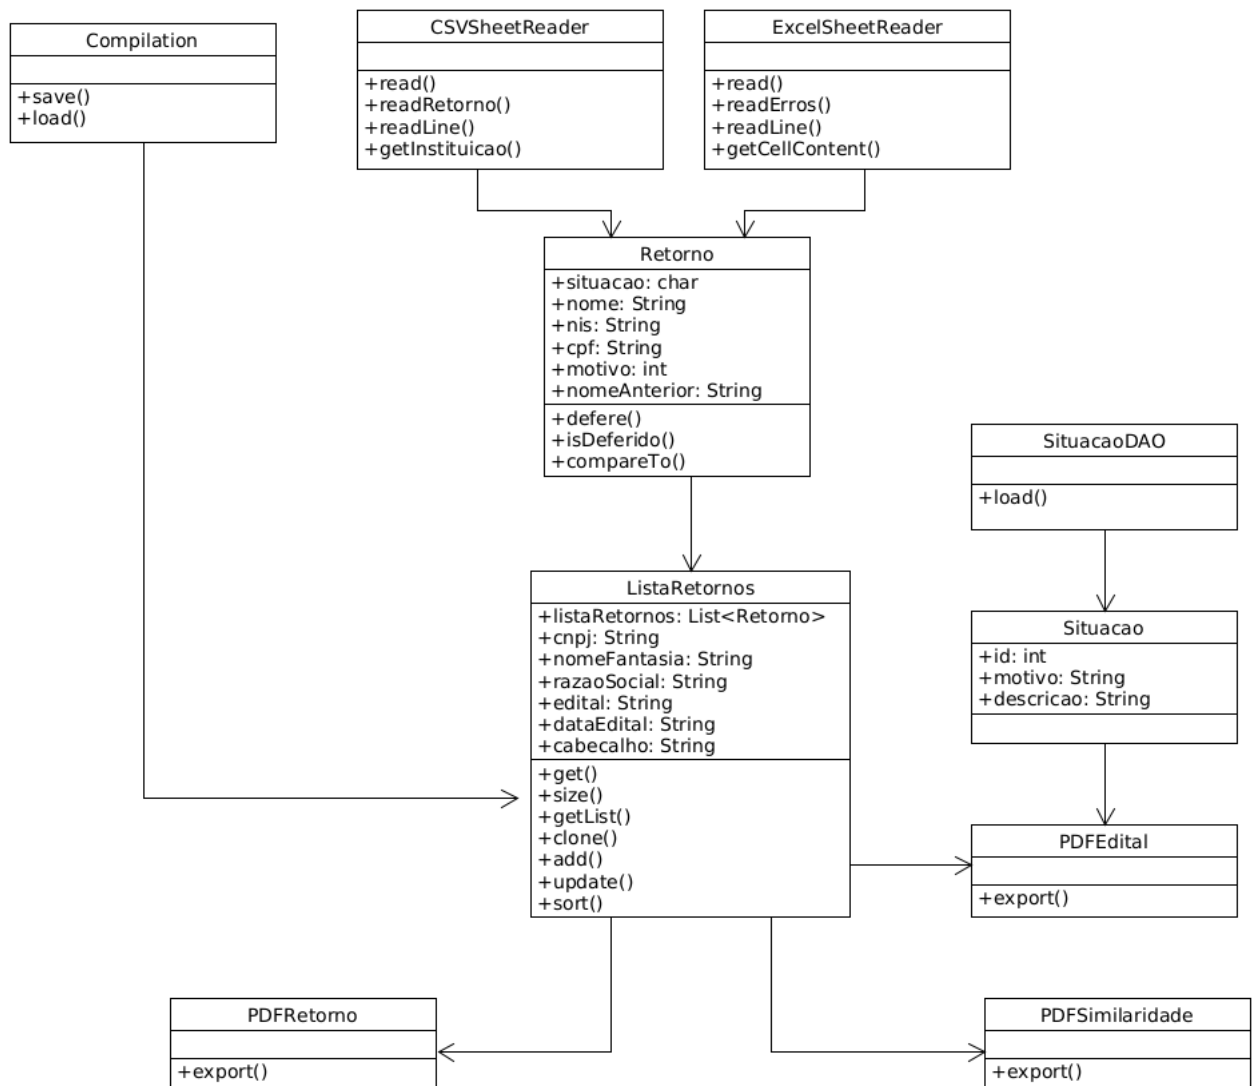 Compilation
+save()
+load()
CSVSheetReader
+read()
+readRetorno()
+readLine()
+getInstituicao()
ExcelSheetReader
+read()
+readErros()
+readLine()
+getCellContent()
Retorno
+situacao: char
+nome: String
+nis: String
+cpf: String
+motivo: int
+nomeAnterior: String
+defere()
+isDeferido()
+compareTo()
SituacaoDAO
+load()
ListaRetornos
+listaRetornos: List<Retorno>
+cnpj: String
+nomeFantasia: String
+razaoSocial: String
+edital: String
+dataEdital: String
+cabecalho: String
+get()
+size()
+getList()
+clone()
+add()
+update()
+sort()
Situacao
+id: int
+motivo: String
+descricao: String
PDFEdital
+export()
PDFRetorno
+export()
PDFSimilaridade
+export()